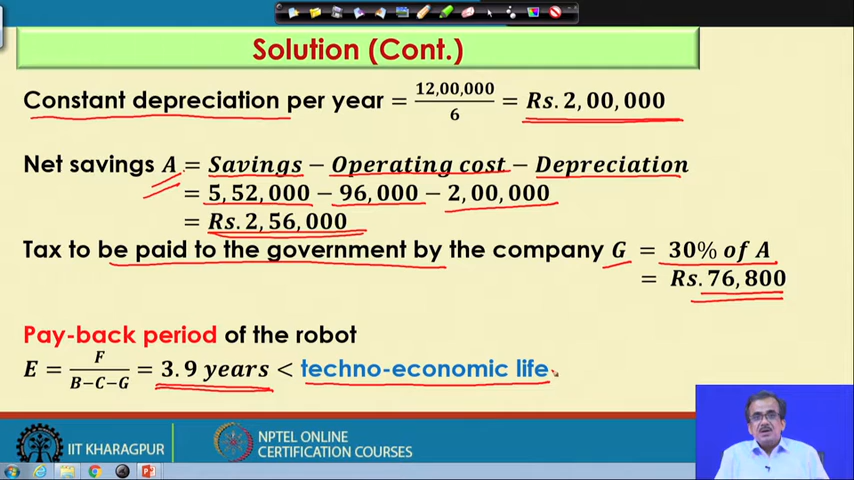 Solution (Cont.)
Constant depreciation per year = 12,00,000 / 6 = Rs. 2,00,000
Net savings A = Savings − Operating cost − Depreciation
= 5,52,000 − 96,000 − 2,00,000
= Rs. 2,56,000
Tax to be paid to the government by the company G = 30% of A
= Rs. 76,800
Pay-back period of the robot
E = F / B−C−G = 3.9 years < techno-economic life
IIT KHARAGPUR
NPTEL ONLINE
CERTIFICATION COURSES